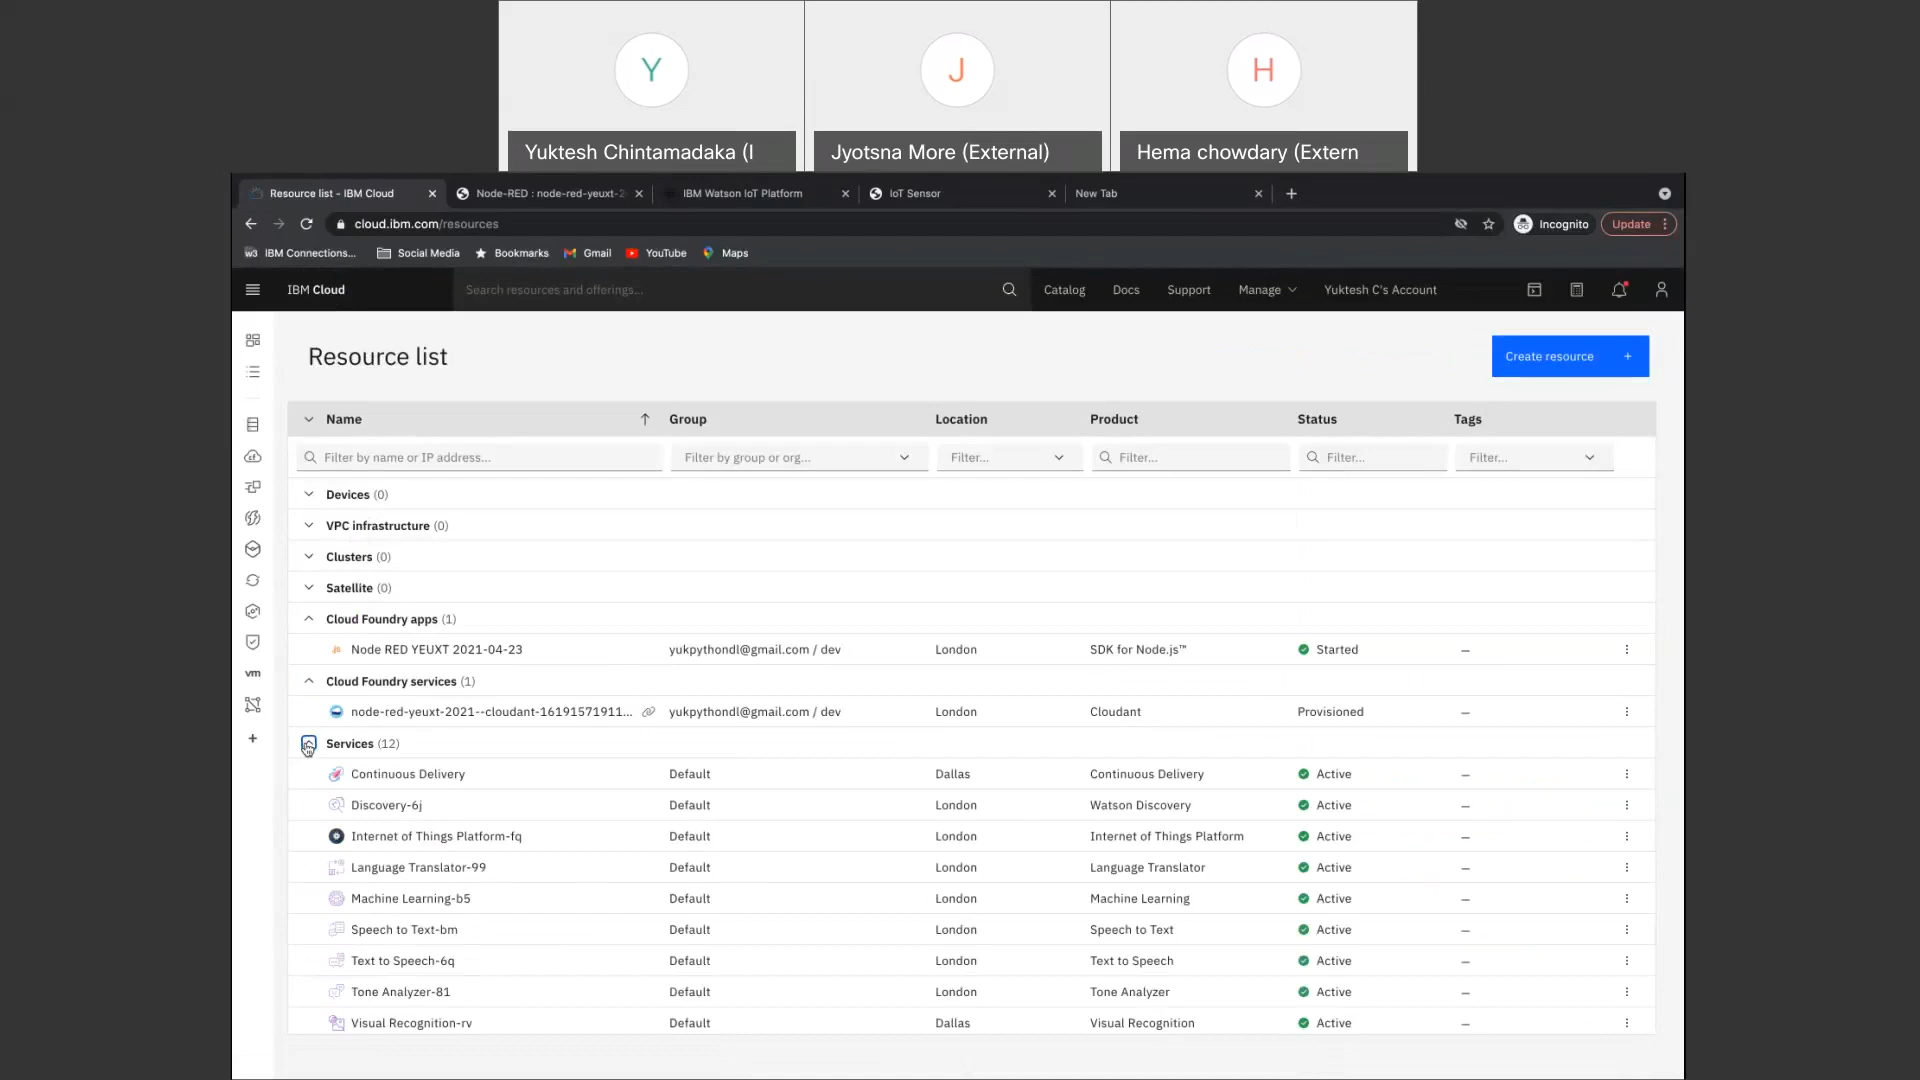 Y
J
H
Yuktesh Chintamadaka (I
Jyotsna More (External)
Hema chowdary (Extern
Resource list - IBM Cloud
Node-RED : node-red-yeuxt-2
IBM Watson IoT Platform
IoT Sensor
New Tab
cloud.ibm.com/resources
Incognito
Update
w3 IBM Connections...
Social Media
Bookmarks
Gmail
YouTube
Maps
IBM Cloud
Search resources and offerings...
Catalog
Docs
Support
Manage
Yuktesh C's Account
Resource list
Create resource +
Name
Group
Location
Product
Status
Tags
Filter by name or IP address...
Filter by group or org...
Filter...
Filter...
Filter...
Filter...
Devices (0)
VPC infrastructure (0)
Clusters (0)
Satellite (0)
Cloud Foundry apps (1)
Node RED YEUXT 2021-04-23 yukpythondl@gmail.com / dev London SDK for Node.js™ Started –
Cloud Foundry services (1)
node-red-yeuxt-2021--cloudant-16191571911... yukpythondl@gmail.com / dev London Cloudant Provisioned –
Services (12)
Continuous Delivery Default Dallas Continuous Delivery Active –
Discovery-6j Default London Watson Discovery Active –
Internet of Things Platform-fq Default London Internet of Things Platform Active –
Language Translator-99 Default London Language Translator Active –
Machine Learning-b5 Default London Machine Learning Active –
Speech to Text-bm Default London Speech to Text Active –
Text to Speech-6q Default London Text to Speech Active –
Tone Analyzer-81 Default London Tone Analyzer Active –
Visual Recognition-rv Default Dallas Visual Recognition Active –
vm